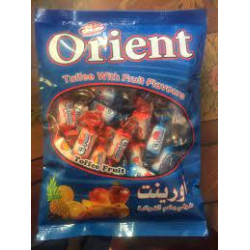 Orient
Toffee With Fruit Flavours
Toffee Fruit
أورينت